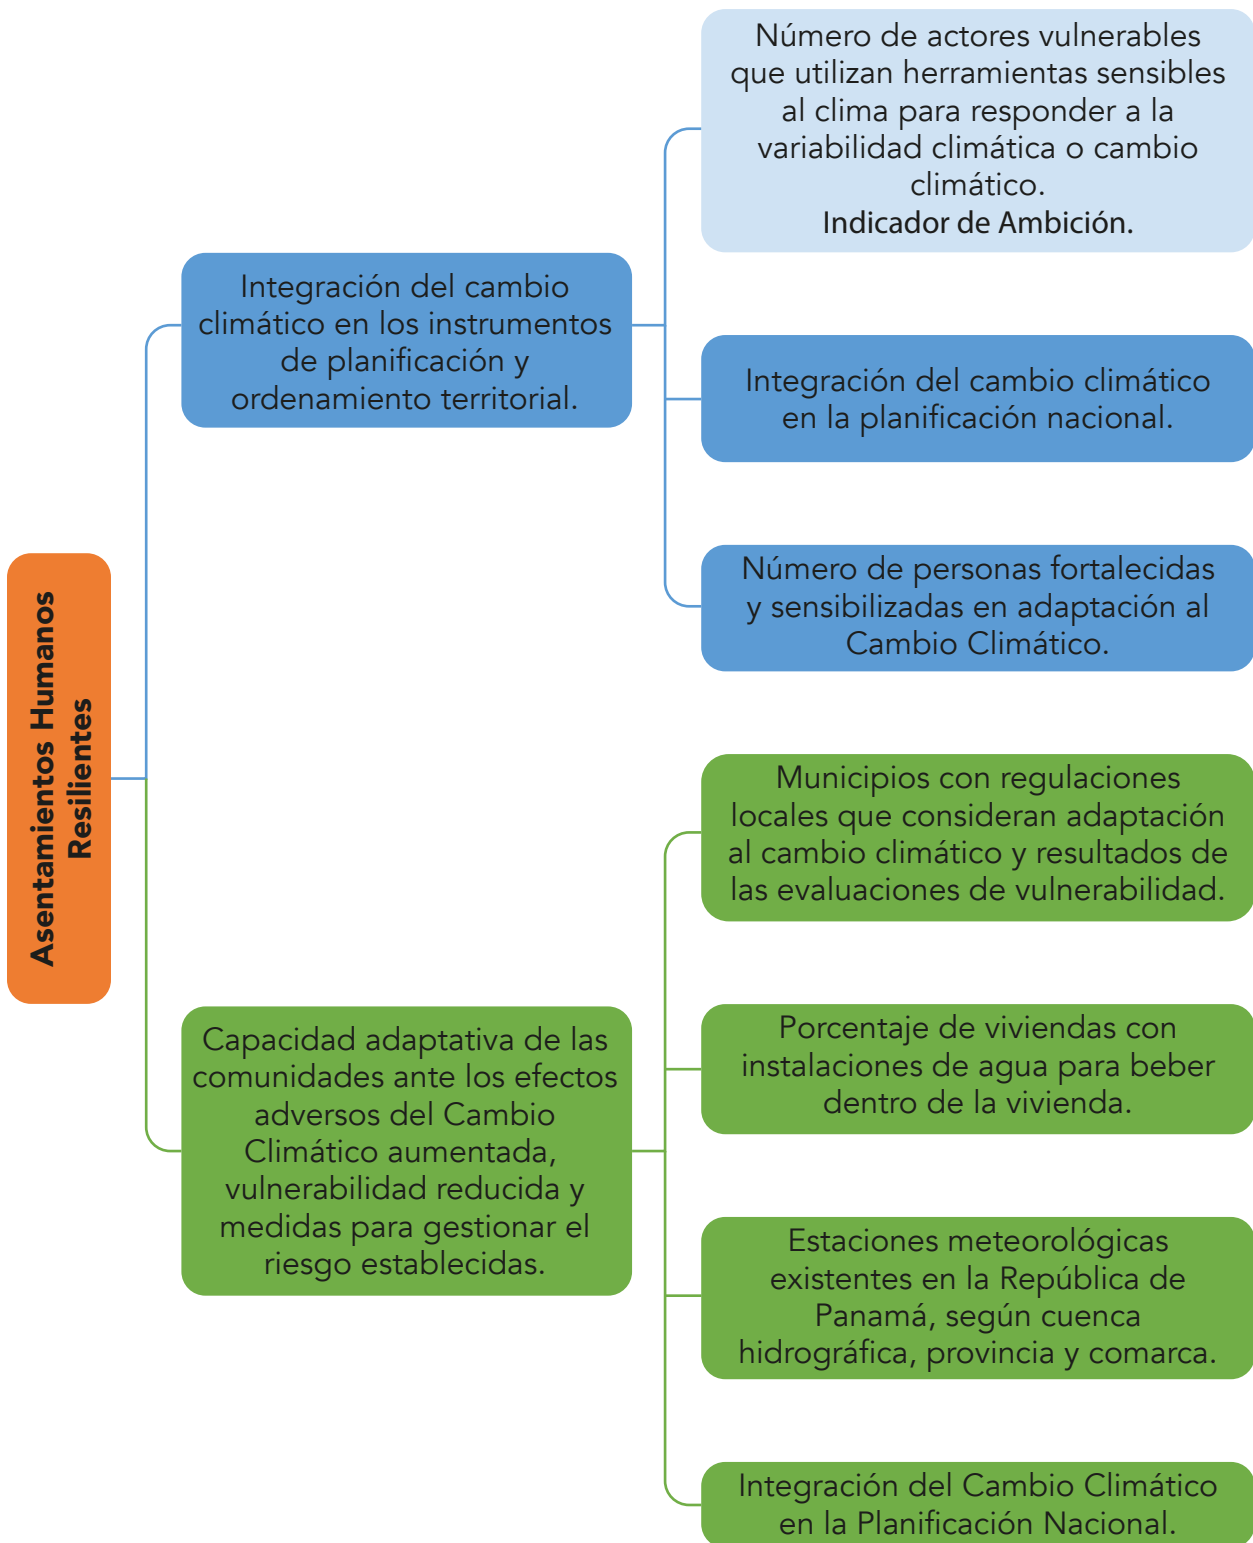 Asentamientos Humanos
Resilientes
Integración del cambio
climático en los instrumentos
de planificación y
ordenamiento territorial.
Número de actores vulnerables
que utilizan herramientas sensibles
al clima para responder a la
variabilidad climática o cambio
climático.
Indicador de Ambición.
Integración del cambio climático
en la planificación nacional.
Número de personas fortalecidas
y sensibilizadas en adaptación al
Cambio Climático.
Capacidad adaptativa de las
comunidades ante los efectos
adversos del Cambio
Climático aumentada,
vulnerabilidad reducida y
medidas para gestionar el
riesgo establecidas.
Municipios con regulaciones
locales que consideran adaptación
al cambio climático y resultados de
las evaluaciones de vulnerabilidad.
Porcentaje de viviendas con
instalaciones de agua para beber
dentro de la vivienda.
Estaciones meteorológicas
existentes en la República de
Panamá, según cuenca
hidrográfica, provincia y comarca.
Integración del Cambio Climático
en la Planificación Nacional.